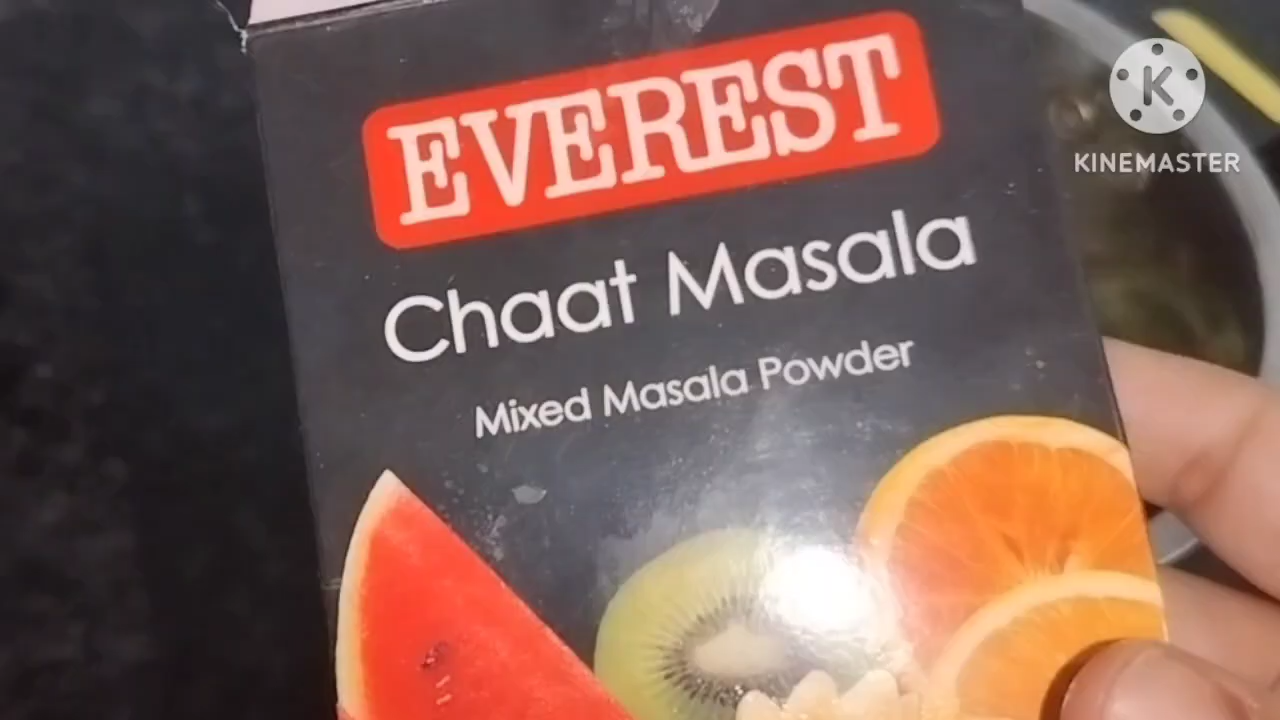 EVEREST
Chaat Masala
Mixed Masala Powder
K
KINEMASTER